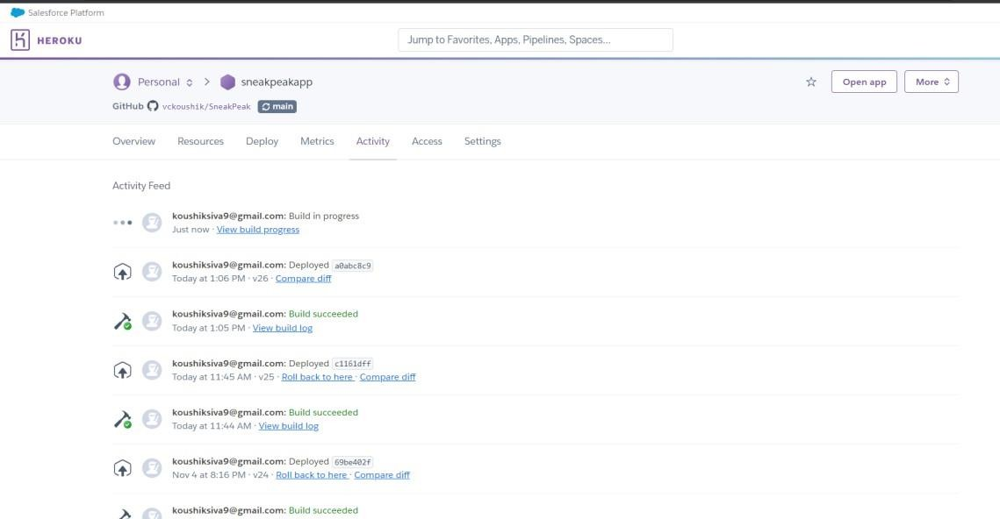 Salesforce Platform
HEROKU
Jump to Favorites, Apps, Pipelines, Spaces...
Personal > sneakpeakapp
Open app
More
GitHub vckoushik/SneakPeak main
Overview Resources Deploy Metrics Activity Access Settings
Activity Feed
koushiksiva9@gmail.com: Build in progress
Just now · View build progress
koushiksiva9@gmail.com: Deployed a0abc8c9
Today at 1:06 PM · v26 · Compare diff
koushiksiva9@gmail.com: Build succeeded
Today at 1:05 PM · View build log
koushiksiva9@gmail.com: Deployed c1161dff
Today at 11:45 AM · v25 · Roll back to here · Compare diff
koushiksiva9@gmail.com: Build succeeded
Today at 11:44 AM · View build log
koushiksiva9@gmail.com: Deployed 69be402f
Nov 4 at 8:16 PM · v24 · Roll back to here · Compare diff
koushiksiva9@gmail.com: Build succeeded